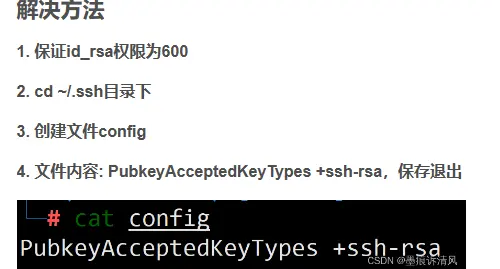 解决方法
1. 保证id_rsa权限为600
2. cd ~/.ssh目录下
3. 创建文件config
4. 文件内容: PubkeyAcceptedKeyTypes +ssh-rsa，保存退出
└─# cat config
PubkeyAcceptedKeyTypes +ssh-rsa
CSDN @墨痕诉清风